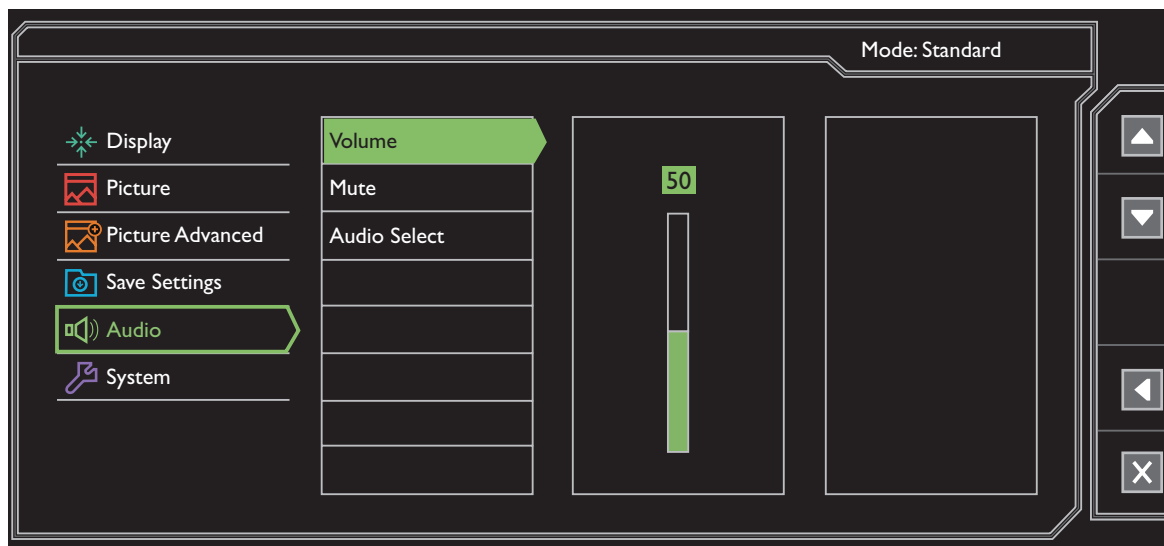 Mode: Standard
Display
Picture
Picture Advanced
Save Settings
Audio
System
Volume
Mute
Audio Select
50
X